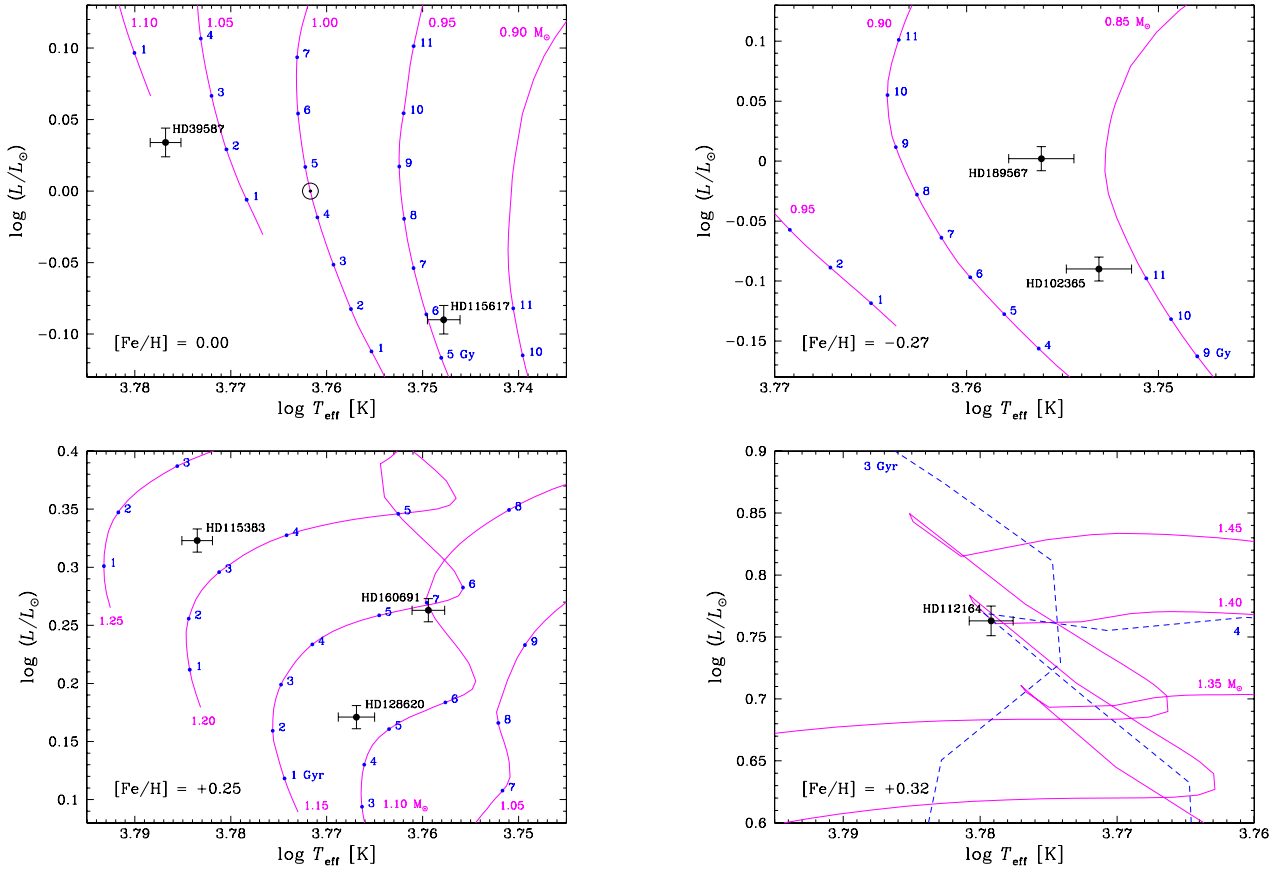 1.10 1.05 1.00 0.95 0.90 M⊙
1 4 7 11
3 6 10
2 5 9
1 4 8
3 7
2 6 11
1 5 Gy 10
HD39587
HD115617
[Fe/H] = 0.00
0.10
0.05
0.00
−0.05
−0.10
log (L/L⊙)
3.78 3.77 3.76 3.75 3.74
log Teff [K]
0.90 0.85 M⊙
11
10
9
8
7
6
5
4
0.95
2
1
11
10
9 Gy
HD189567
HD102365
[Fe/H] = −0.27
0.1
0.05
0
−0.05
−0.1
−0.15
log (L/L⊙)
3.77 3.76 3.75
log Teff [K]
3
2
1
1.25
HD115383
5
4
3
2
1
1.20
HD160691
6
5
4
3
2
1 Gyr
1.15
HD128620
6
5
4
3
1.10 M⊙
8
7
9
8
7
1.05
[Fe/H] = +0.25
0.4
0.35
0.3
0.25
0.2
0.15
0.1
log (L/L⊙)
3.79 3.78 3.77 3.76 3.75
log Teff [K]
3 Gyr
1.45
1.40
4
1.35 M⊙
HD112164
[Fe/H] = +0.32
0.9
0.85
0.8
0.75
0.7
0.65
0.6
log (L/L⊙)
3.79 3.78 3.77 3.76
log Teff [K]